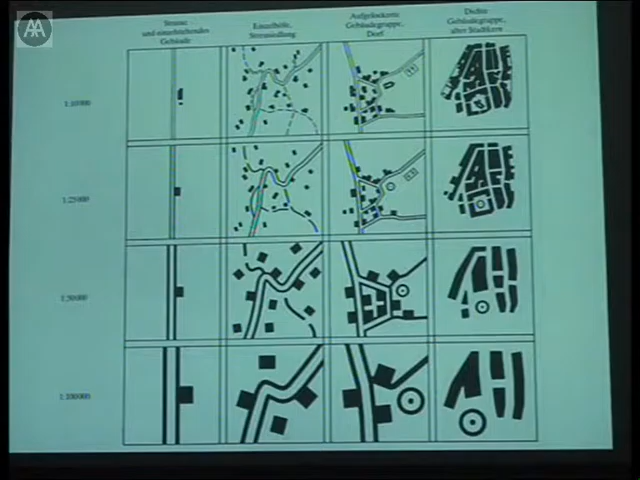 AA
Strasse
und einzelstehendes
Gebäude
Einzelhöfe,
Streusiedlung
Aufgelockerte
Gebäudegruppe,
Dorf
Dichte
Gebäudegruppe,
alter Stadtkern
1:10000
1:25000
1:50000
1:100000